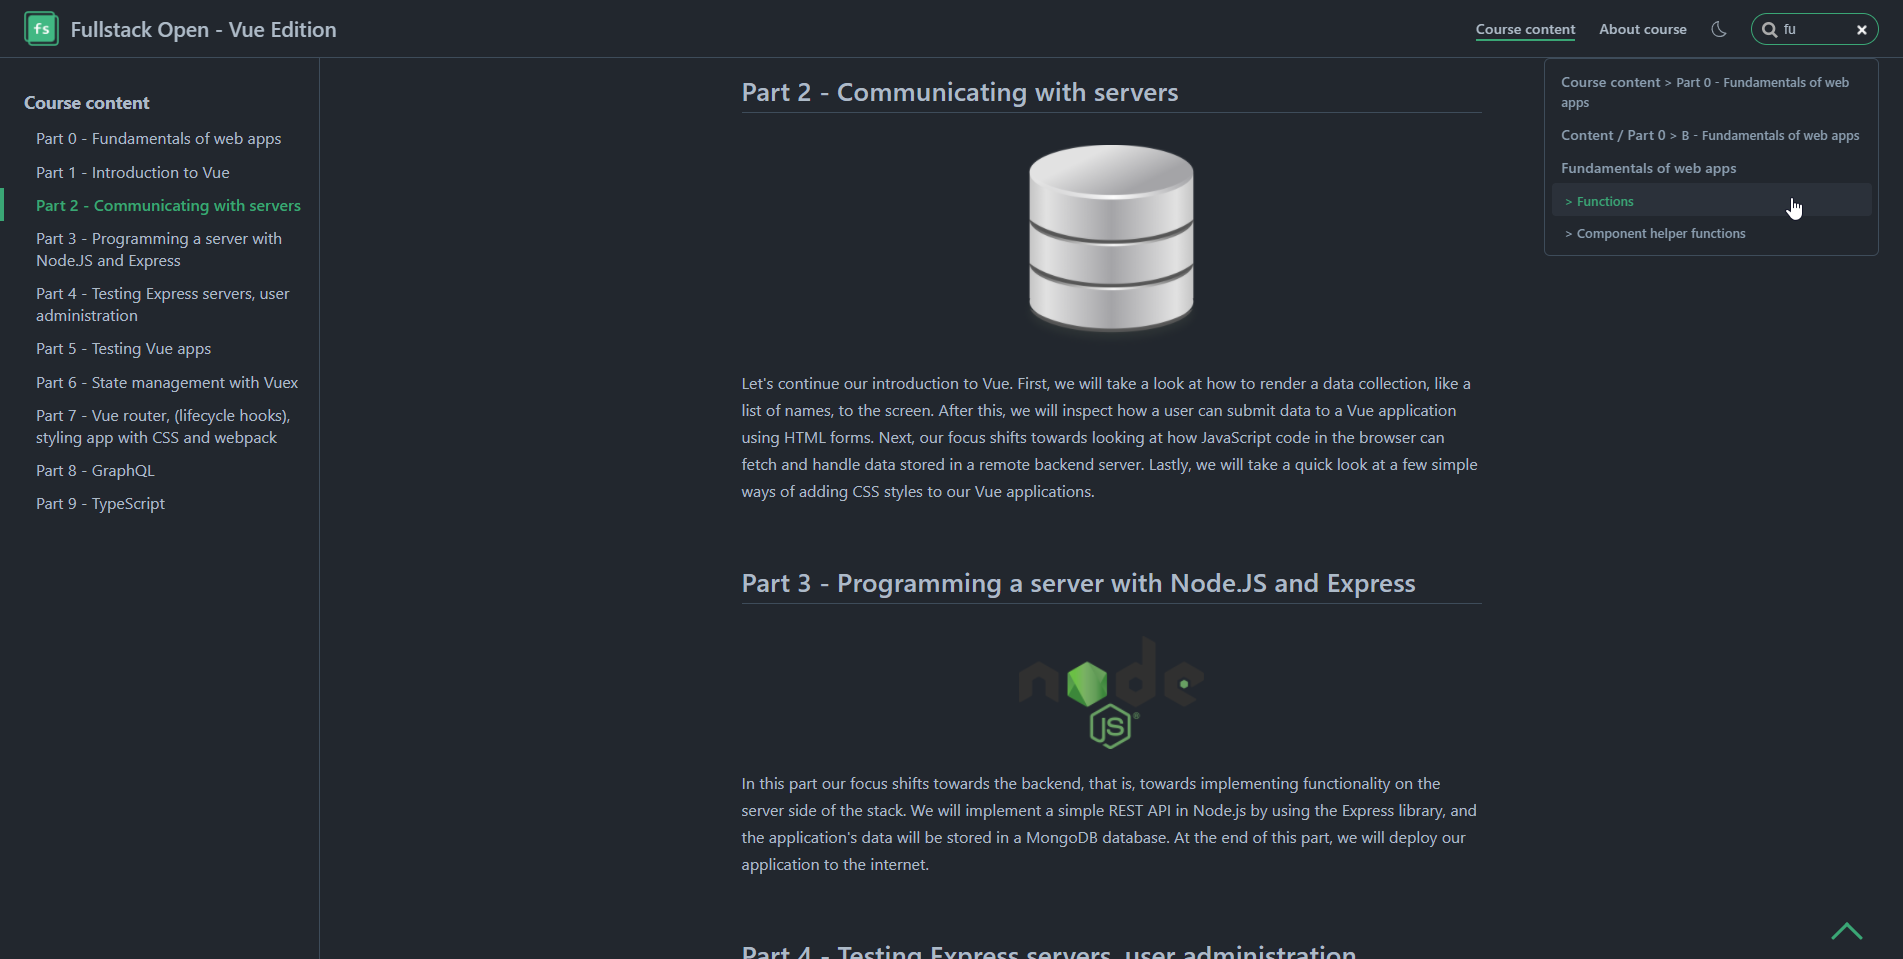 fs Fullstack Open - Vue Edition
Course content About course fu
Course content
Part 0 - Fundamentals of web apps
Part 1 - Introduction to Vue
Part 2 - Communicating with servers
Part 3 - Programming a server with
Node.JS and Express
Part 4 - Testing Express servers, user
administration
Part 5 - Testing Vue apps
Part 6 - State management with Vuex
Part 7 - Vue router, (lifecycle hooks),
styling app with CSS and webpack
Part 8 - GraphQL
Part 9 - TypeScript
Part 2 - Communicating with servers
Let's continue our introduction to Vue. First, we will take a look at how to render a data collection, like a
list of names, to the screen. After this, we will inspect how a user can submit data to a Vue application
using HTML forms. Next, our focus shifts towards looking at how JavaScript code in the browser can
fetch and handle data stored in a remote backend server. Lastly, we will take a quick look at a few simple
ways of adding CSS styles to our Vue applications.
Part 3 - Programming a server with Node.JS and Express
node
JS®
In this part our focus shifts towards the backend, that is, towards implementing functionality on the
server side of the stack. We will implement a simple REST API in Node.js by using the Express library, and
the application's data will be stored in a MongoDB database. At the end of this part, we will deploy our
application to the internet.
Part 4 - Testing Express servers, user administration
Course content > Part 0 - Fundamentals of web
apps
Content / Part 0 > B - Fundamentals of web apps
Fundamentals of web apps
> Functions
> Component helper functions